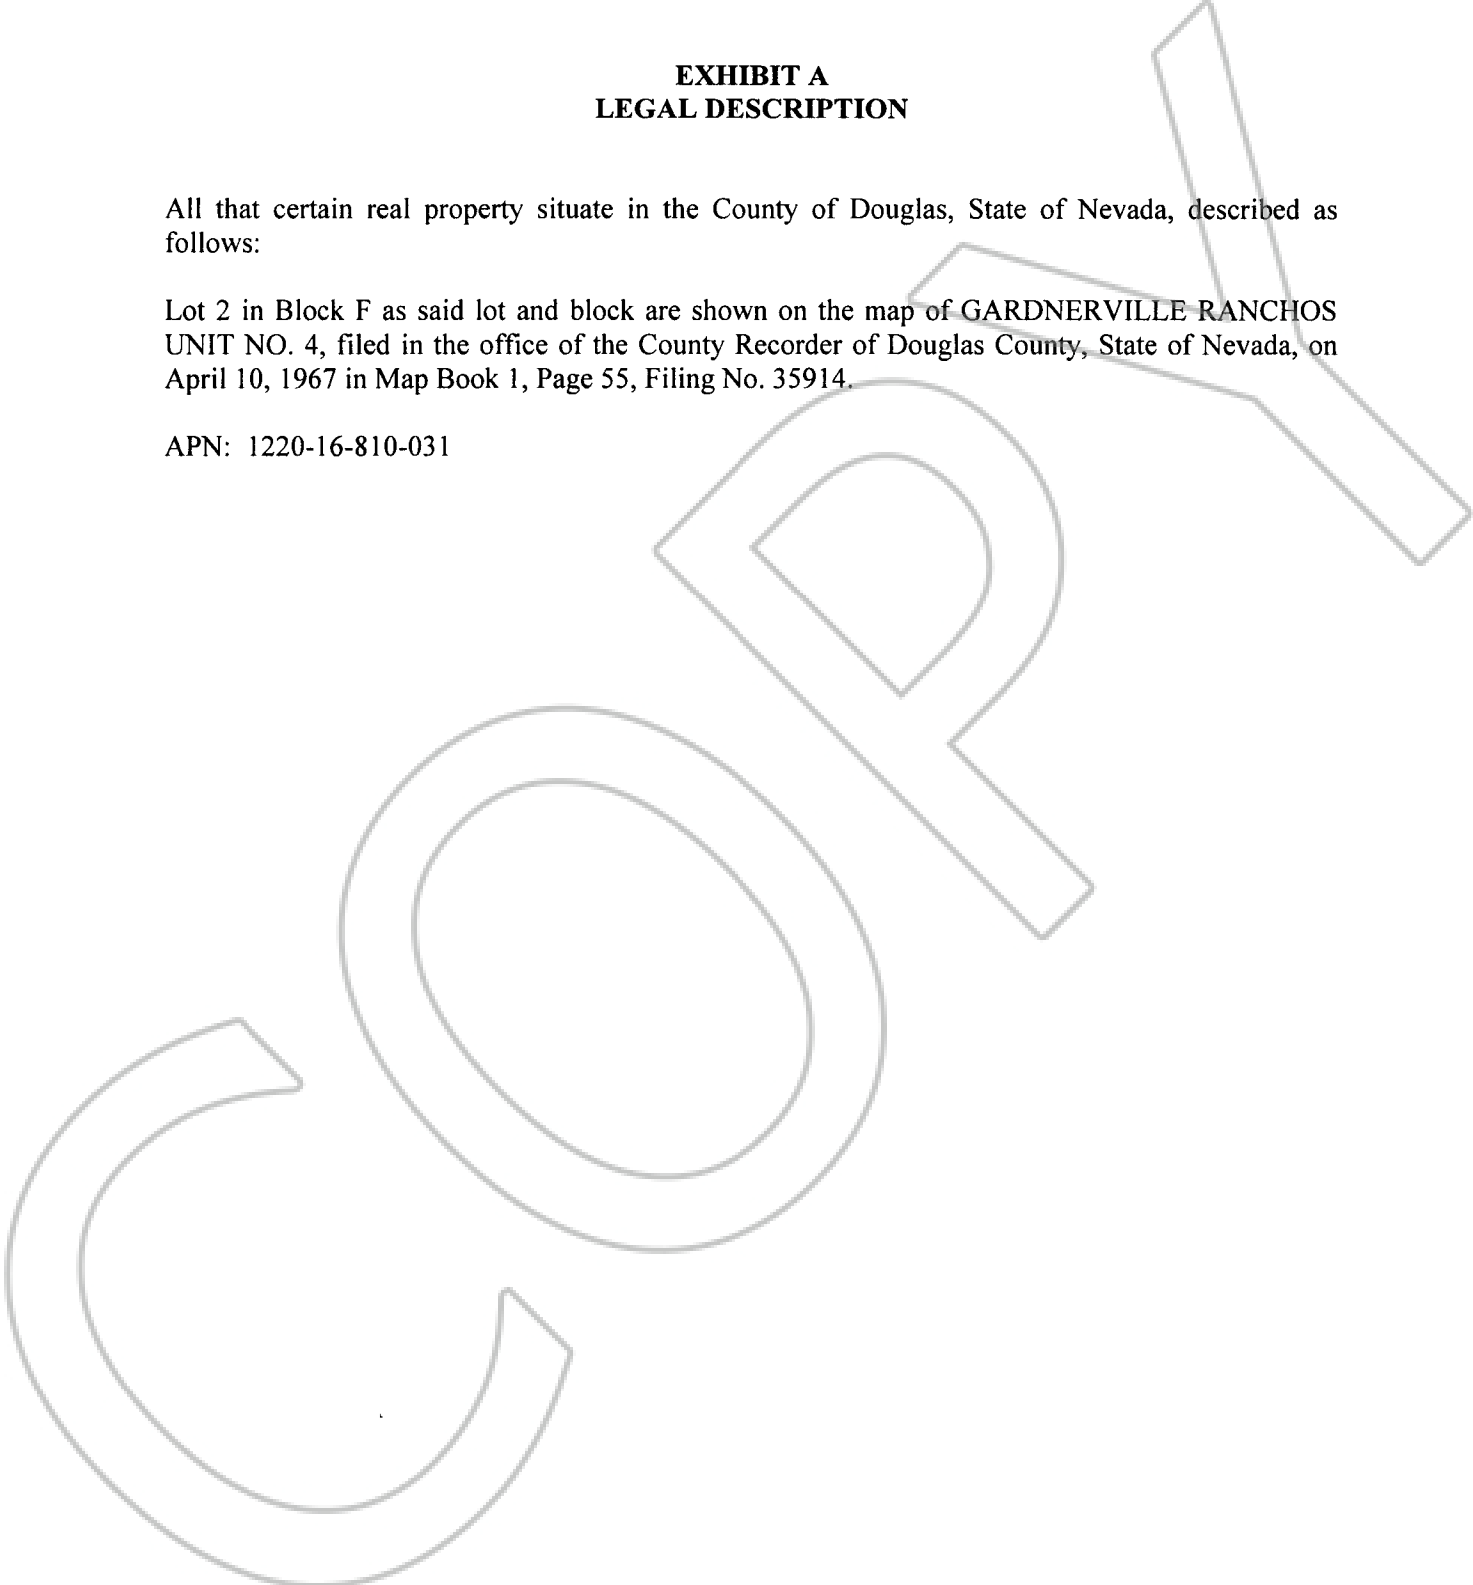 EXHIBIT A
LEGAL DESCRIPTION
All that certain real property situate in the County of Douglas, State of Nevada, described as
follows:
Lot 2 in Block F as said lot and block are shown on the map of GARDNERVILLE RANCHOS
UNIT NO. 4, filed in the office of the County Recorder of Douglas County, State of Nevada, on
April 10, 1967 in Map Book 1, Page 55, Filing No. 35914.
APN: 1220-16-810-031
COPY